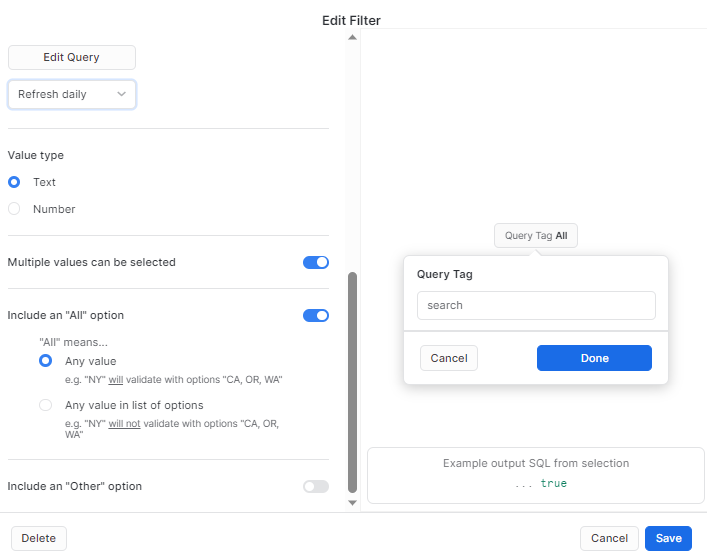 Edit Filter
Edit Query
Refresh daily
Value type
Text
Number
Multiple values can be selected
Include an "All" option
"All" means...
Any value
e.g. "NY" will validate with options "CA, OR, WA"
Any value in list of options
e.g. "NY" will not validate with options "CA, OR,
WA"
Include an "Other" option
Query Tag All
Query Tag
search
Cancel
Done
Example output SQL from selection
... true
Delete
Cancel
Save